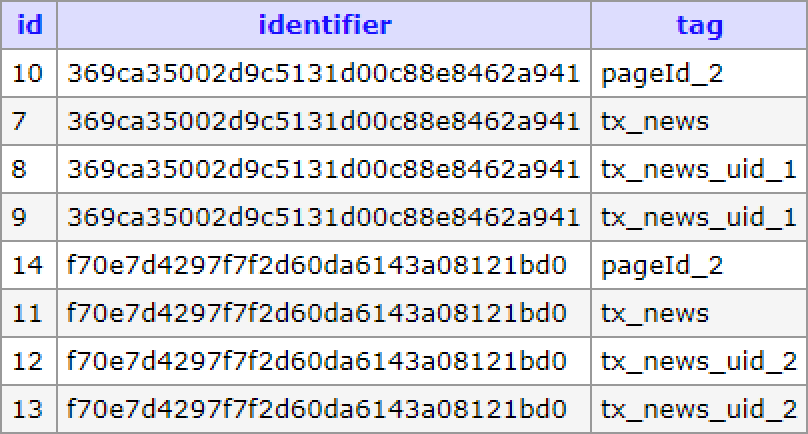 id identifier tag
10 369ca35002d9c5131d00c88e8462a941 pageId_2
7 369ca35002d9c5131d00c88e8462a941 tx_news
8 369ca35002d9c5131d00c88e8462a941 tx_news_uid_1
9 369ca35002d9c5131d00c88e8462a941 tx_news_uid_1
14 f70e7d4297f7f2d60da6143a08121bd0 pageId_2
11 f70e7d4297f7f2d60da6143a08121bd0 tx_news
12 f70e7d4297f7f2d60da6143a08121bd0 tx_news_uid_2
13 f70e7d4297f7f2d60da6143a08121bd0 tx_news_uid_2